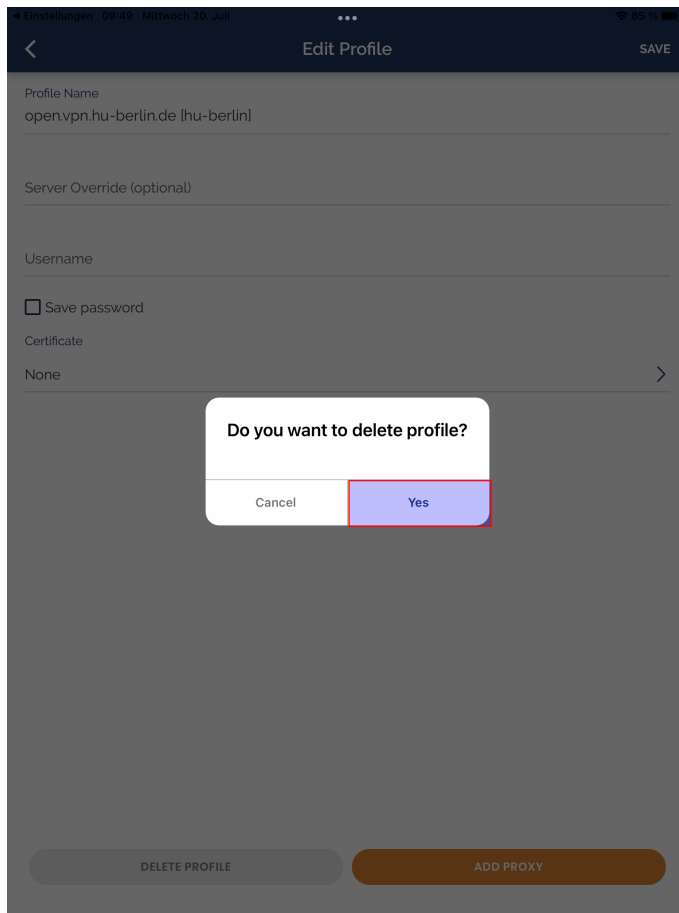 Einstellungen 09:49 Mittwoch 20. Juli 85 %
Edit Profile SAVE
Profile Name
open.vpn.hu-berlin.de [hu-berlin]
Server Override (optional)
Username
Save password
Certificate
None
Do you want to delete profile?
Cancel Yes
DELETE PROFILE ADD PROXY